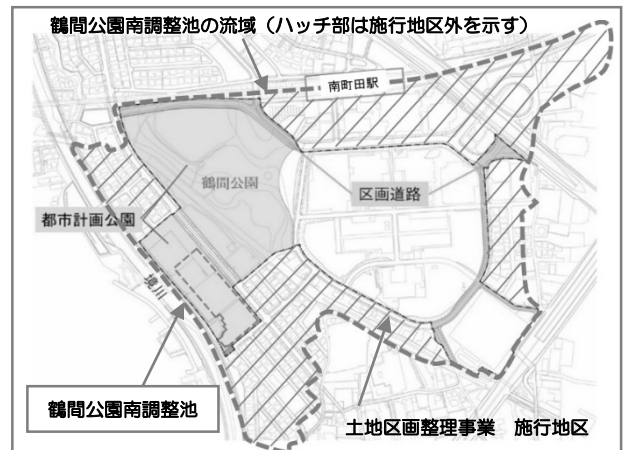 鶴間公園南調整池の流域（ハッチ部は施行地区外を示す）
南町田駅
鶴間公園
区画道路
都市計画公園
境川
鶴間公園南調整池
土地区画整理事業　施行地区